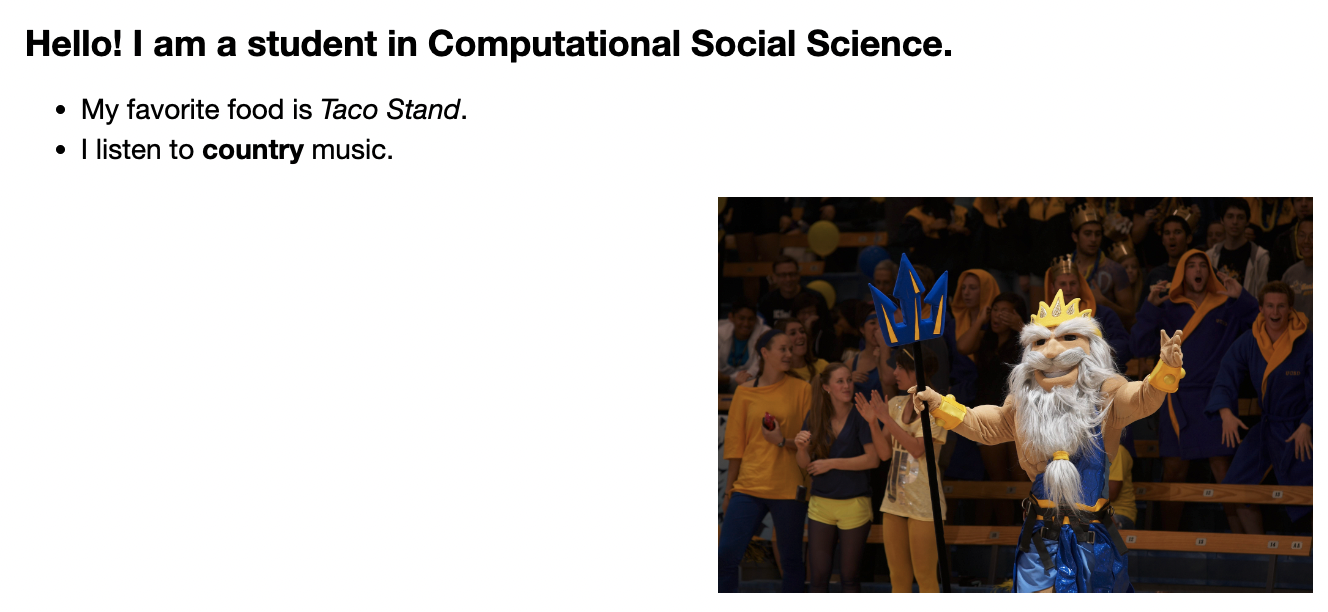 Hello! I am a student in Computational Social Science.
My favorite food is Taco Stand.
I listen to country music.